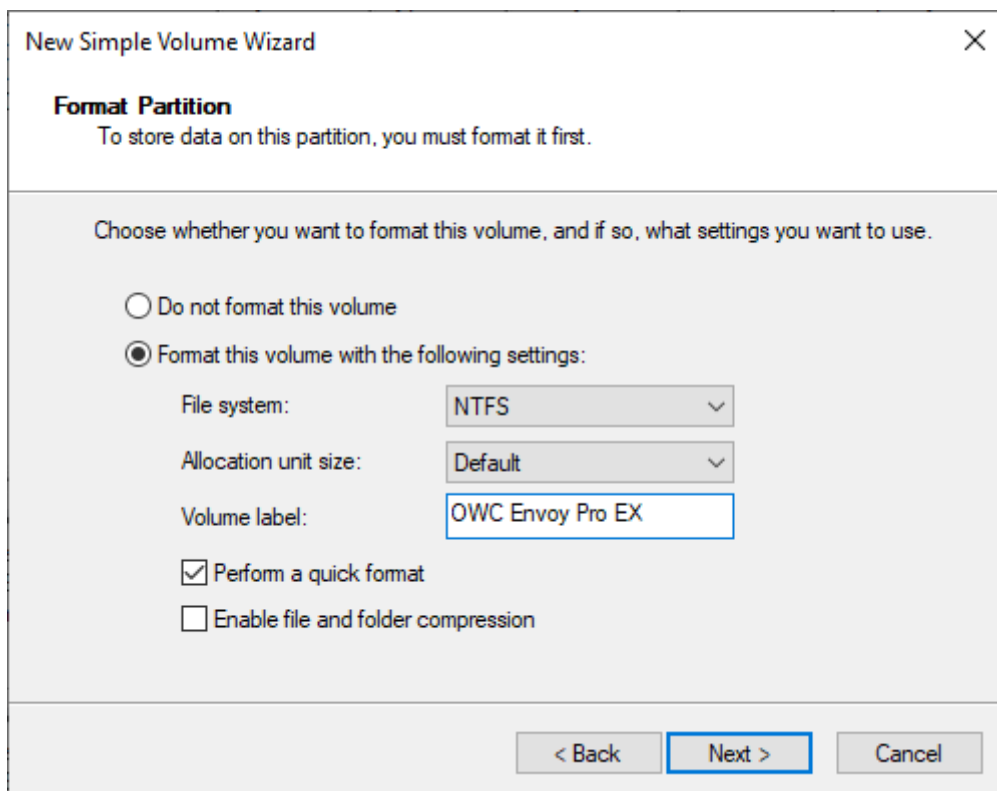 New Simple Volume Wizard
Format Partition
To store data on this partition, you must format it first.
Choose whether you want to format this volume, and if so, what settings you want to use.
Do not format this volume
Format this volume with the following settings:
File system: NTFS
Allocation unit size: Default
Volume label: OWC Envoy Pro EX
Perform a quick format
Enable file and folder compression
< Back Next > Cancel